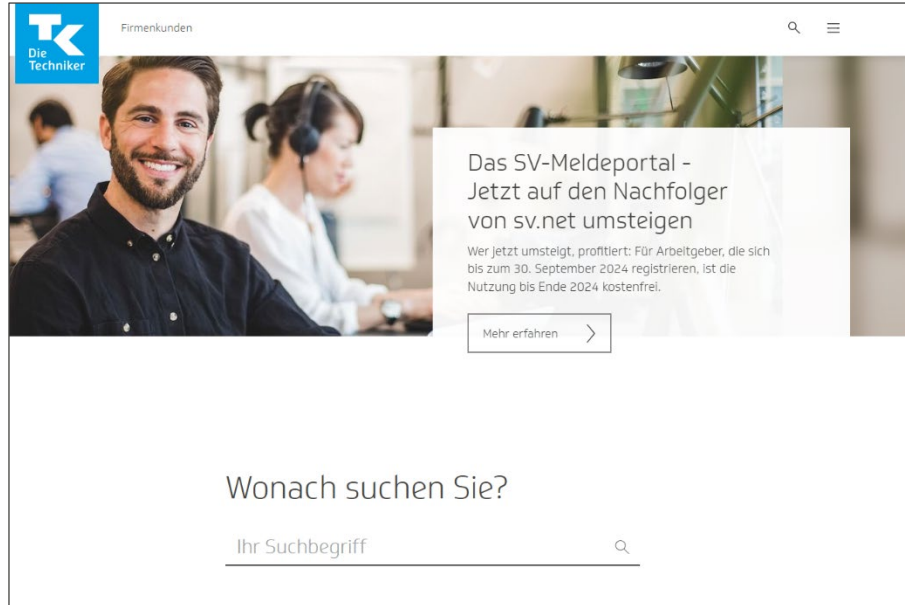 TK
Die
Techniker
Firmenkunden
Das SV-Meldeportal -
Jetzt auf den Nachfolger
von sv.net umsteigen
Wer jetzt umsteigt, profitiert: Für Arbeitgeber, die sich
bis zum 30. September 2024 registrieren, ist die
Nutzung bis Ende 2024 kostenfrei.
Mehr erfahren
Wonach suchen Sie?
Ihr Suchbegriff